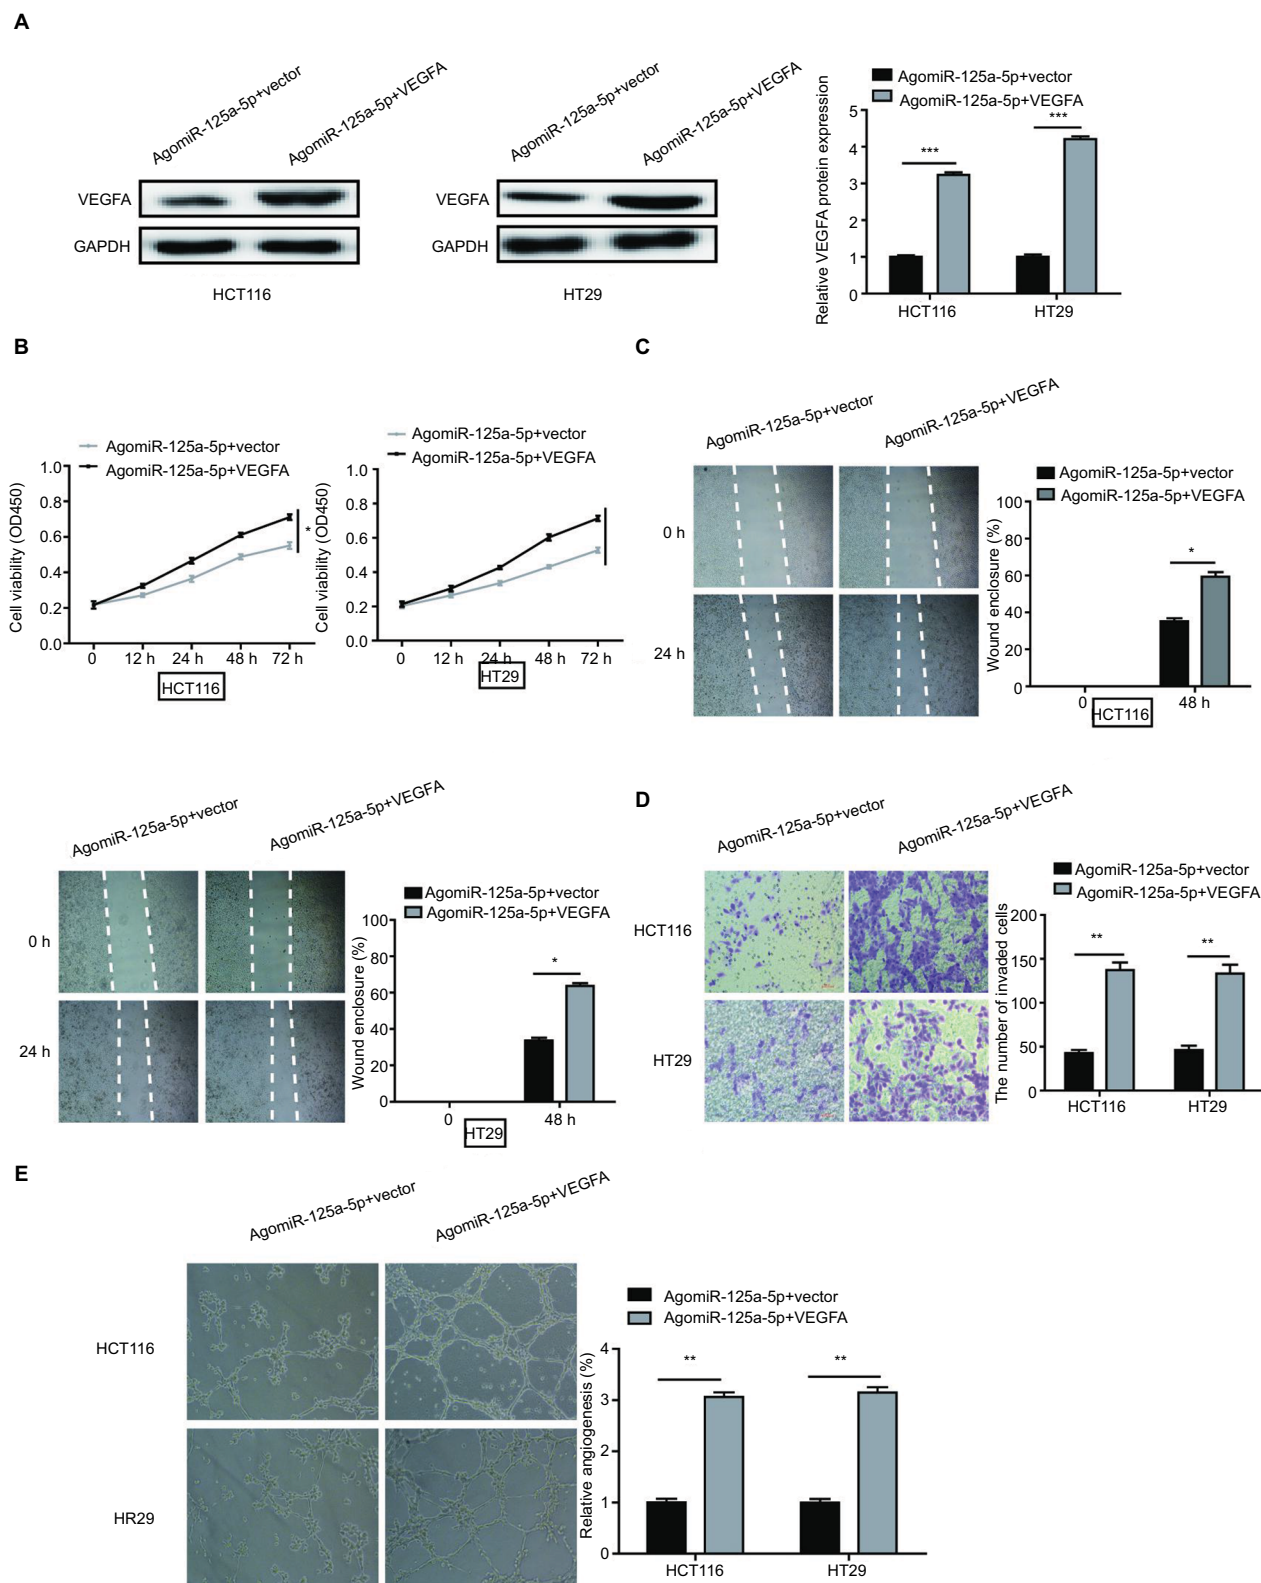 A
AgomiR-125a-5p+vector
AgomiR-125a-5p+VEGFA
AgomiR-125a-5p+vector
AgomiR-125a-5p+VEGFA
VEGFA
GAPDH
HCT116
VEGFA
GAPDH
HT29
AgomiR-125a-5p+vector
AgomiR-125a-5p+VEGFA
Relative VEGFA protein expression
5
4
3
2
1
0
***
***
HCT116
HT29
B
AgomiR-125a-5p+vector
AgomiR-125a-5p+VEGFA
Cell viability (OD450)
1.0
0.8
0.6
0.4
0.2
0.0
*
0
12 h
24 h
48 h
72 h
HCT116
AgomiR-125a-5p+vector
AgomiR-125a-5p+VEGFA
Cell viability (OD450)
1.0
0.8
0.6
0.4
0.2
0.0
0
12 h
24 h
48 h
72 h
HT29
C
AgomiR-125a-5p+vector
AgomiR-125a-5p+VEGFA
0 h
24 h
AgomiR-125a-5p+vector
AgomiR-125a-5p+VEGFA
Wound enclosure (%)
100
80
60
40
20
0
*
0
48 h
HCT116
AgomiR-125a-5p+vector
AgomiR-125a-5p+VEGFA
0 h
24 h
AgomiR-125a-5p+vector
AgomiR-125a-5p+VEGFA
Wound enclosure (%)
100
80
60
40
20
0
*
0
48 h
HT29
D
AgomiR-125a-5p+vector
AgomiR-125a-5p+VEGFA
HCT116
HT29
AgomiR-125a-5p+vector
AgomiR-125a-5p+VEGFA
The number of invaded cells
200
150
100
50
0
**
**
HCT116
HT29
E
AgomiR-125a-5p+vector
AgomiR-125a-5p+VEGFA
HCT116
HR29
AgomiR-125a-5p+vector
AgomiR-125a-5p+VEGFA
Relative angiogenesis (%)
4
3
2
1
0
**
**
HCT116
HT29